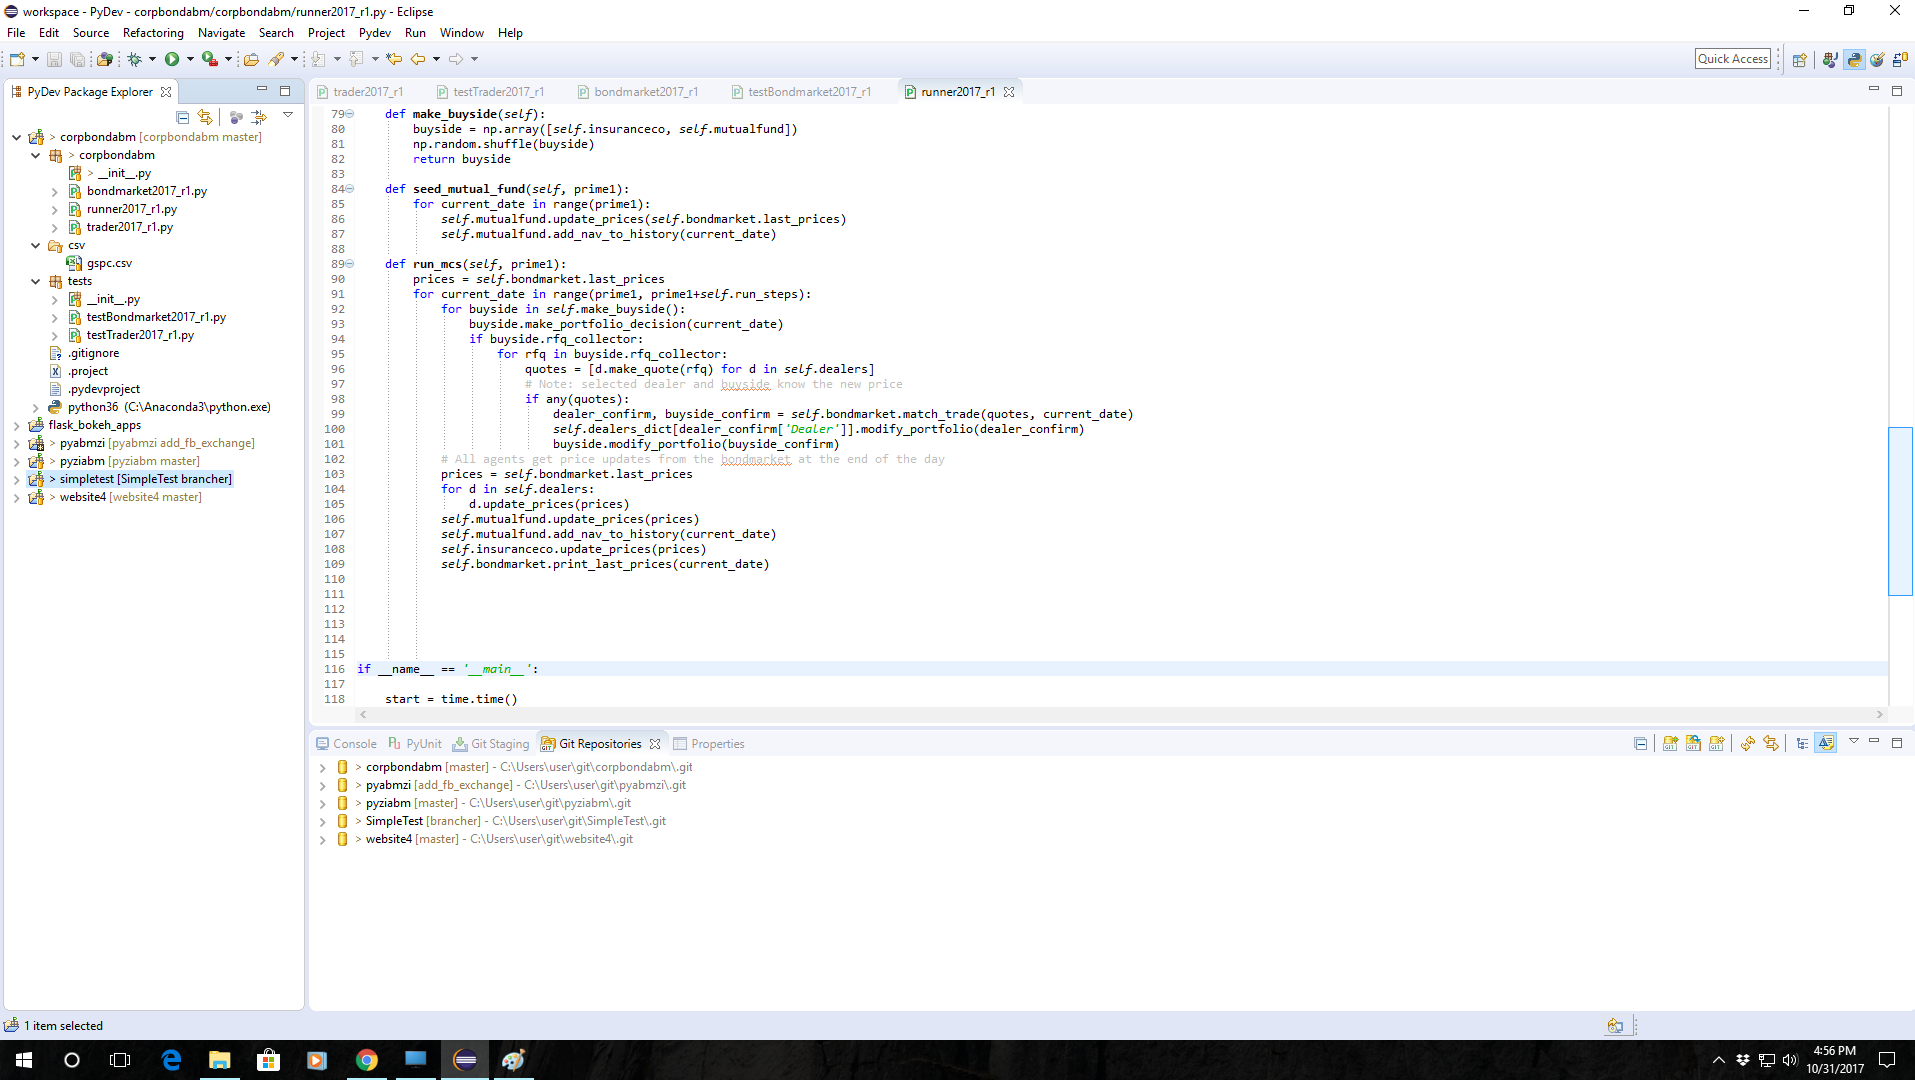 workspace - PyDev - corpbondabm/corpbondabm/runner2017_r1.py - Eclipse
File Edit Source Refactoring Navigate Search Project Pydev Run Window Help
Quick Access
PyDev Package Explorer
> corpbondabm [corpbondabm master]
> corpbondabm
> __init__.py
bondmarket2017_r1.py
runner2017_r1.py
trader2017_r1.py
csv
gspc.csv
tests
__init__.py
testBondmarket2017_r1.py
testTrader2017_r1.py
.gitignore
.project
.pydevproject
python36 (C:\Anaconda3\python.exe)
flask_bokeh_apps
> pyabmzi [pyabmzi add_fb_exchange]
> pyziabm [pyziabm master]
> simpletest [SimpleTest brancher]
> website4 [website4 master]
trader2017_r1 testTrader2017_r1 bondmarket2017_r1 testBondmarket2017_r1 runner2017_r1
79 def make_buyside(self):
80 buyside = np.array([self.insuranceco, self.mutualfund])
81 np.random.shuffle(buyside)
82 return buyside
83
84 def seed_mutual_fund(self, prime1):
85 for current_date in range(prime1):
86 self.mutualfund.update_prices(self.bondmarket.last_prices)
87 self.mutualfund.add_nav_to_history(current_date)
88
89 def run_mcs(self, prime1):
90 prices = self.bondmarket.last_prices
91 for current_date in range(prime1, prime1+self.run_steps):
92 for buyside in self.make_buyside():
93 buyside.make_portfolio_decision(current_date)
94 if buyside.rfq_collector:
95 for rfq in buyside.rfq_collector:
96 quotes = [d.make_quote(rfq) for d in self.dealers]
97 # Note: selected dealer and buyside know the new price
98 if any(quotes):
99 dealer_confirm, buyside_confirm = self.bondmarket.match_trade(quotes, current_date)
100 self.dealers_dict[dealer_confirm['Dealer']].modify_portfolio(dealer_confirm)
101 buyside.modify_portfolio(buyside_confirm)
102 # All agents get price updates from the bondmarket at the end of the day
103 prices = self.bondmarket.last_prices
104 for d in self.dealers:
105 d.update_prices(prices)
106 self.mutualfund.update_prices(prices)
107 self.mutualfund.add_nav_to_history(current_date)
108 self.insuranceco.update_prices(prices)
109 self.bondmarket.print_last_prices(current_date)
110
111
112
113
114
115
116 if __name__ == '__main__':
117
118 start = time.time()
Console PyUnit Git Staging Git Repositories Properties
> corpbondabm [master] - C:\Users\user\git\corpbondabm\.git
> pyabmzi [add_fb_exchange] - C:\Users\user\git\pyabmzi\.git
> pyziabm [master] - C:\Users\user\git\pyziabm\.git
> SimpleTest [brancher] - C:\Users\user\git\SimpleTest\.git
> website4 [master] - C:\Users\user\git\website4\.git
1 item selected
4:56 PM
10/31/2017